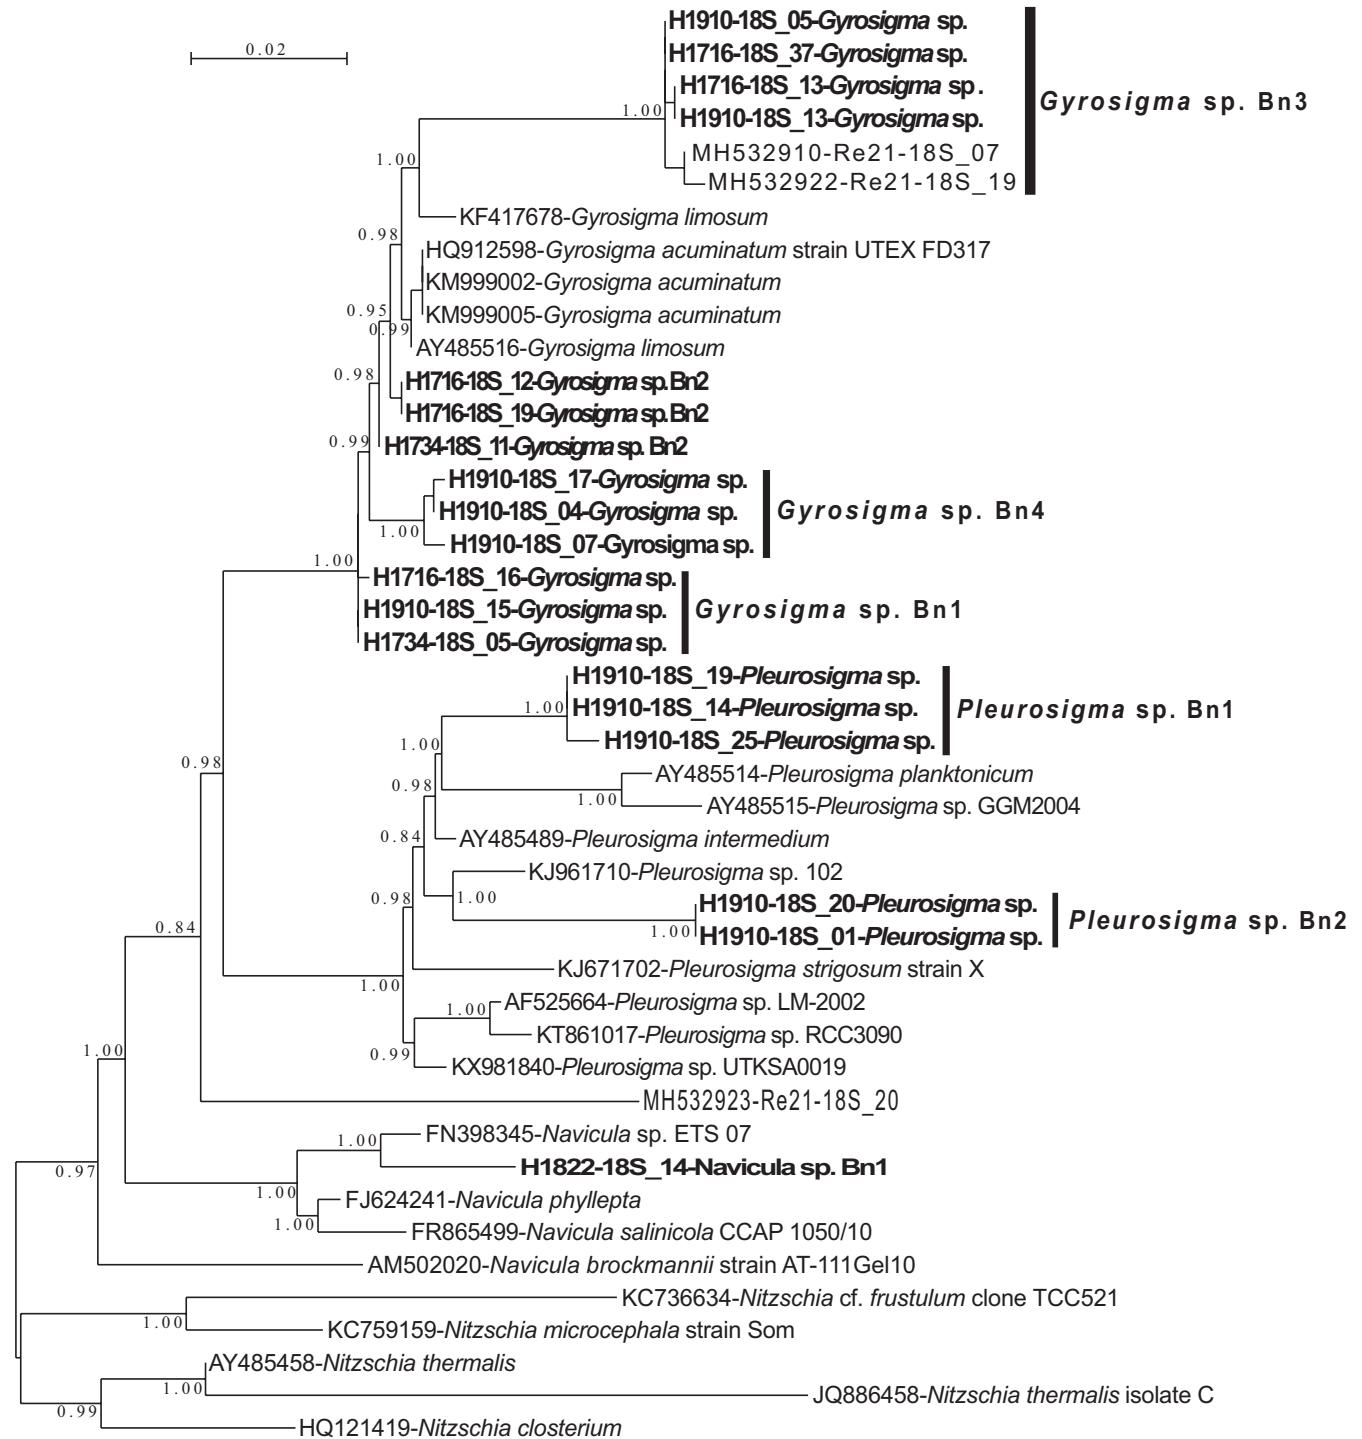 H1910-18S_05-Gyrosigma sp.
0.02
H1716-18S_37-Gyrosigma sp.
H1716-18S_13-Gyrosigma sp .
Gyrosigma sp. Bn3
1.00
H1910-18S_13-Gyrosigma sp.
MH532910-Re21-18S_07
1.00
MH532922-Re21-18S_19
KF417678-Gyrosigma limosum
0.98
HQ912598-Gyrosigma acuminatum strain UTEX FD317
KM999002-Gyrosigma acuminatum
0.95
KM999005-Gyrosigma acuminatum
0.99
AY485516-Gyrosigma limosum
0.98
H1716-18S_12-Gyrosigma sp. Bn2
H1716-18S_19-Gyrosigma sp. Bn2
0.99
H1734-18S_11-Gyrosigma sp. Bn2
H1910-18S_17-Gyrosigma sp.
H1910-18S_04-Gyrosigma sp.
Gyrosigma sp. Bn4
1.00
H1910-18S_07-Gyrosigma sp.
1.00
H1716-18S_16-Gyrosigma sp.
H1910-18S_15-Gyrosigma sp.
Gyrosigma sp. Bn1
H1734-18S_05-Gyrosigma sp.
H1910-18S_19-Pleurosigma sp.
1.00
H1910-18S_14-Pleurosigma sp.
Pleurosigma sp. Bn1
H1910-18S_25-Pleurosigma sp.
1.00
0.98
AY485514-Pleurosigma planktonicum
0.98
1.00
AY485515-Pleurosigma sp. GGM2004
0.84
AY485489-Pleurosigma intermedium
KJ961710-Pleurosigma sp. 102
0.98
1.00
H1910-18S_20-Pleurosigma sp.
Pleurosigma sp. Bn2
0.84
1.00
H1910-18S_01-Pleurosigma sp.
KJ671702-Pleurosigma strigosum strain X
1.00
1.00
AF525664-Pleurosigma sp. LM-2002
KT861017-Pleurosigma sp. RCC3090
1.00
0.99
KX981840-Pleurosigma sp. UTKSA0019
MH532923-Re21-18S_20
1.00
FN398345-Navicula sp. ETS 07
0.97
H1822-18S_14-Navicula sp. Bn1
1.00
FJ624241-Navicula phyllepta
1.00
FR865499-Navicula salinicola CCAP 1050/10
AM502020-Navicula brockmannii strain AT-111Gel10
KC736634-Nitzschia cf. frustulum clone TCC521
1.00
KC759159-Nitzschia microcephala strain Som
AY485458-Nitzschia thermalis
1.00
JQ886458-Nitzschia thermalis isolate C
0.99
HQ121419-Nitzschia closterium